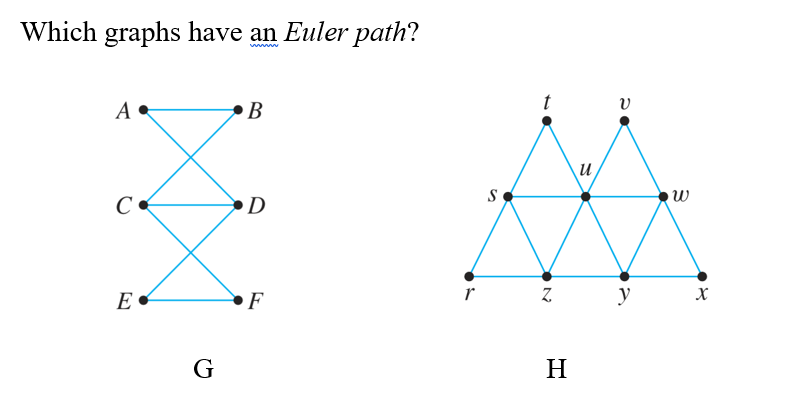 Which graphs have an Euler path?
t v
A B
u
s w
C D
E F
r z y x
G H